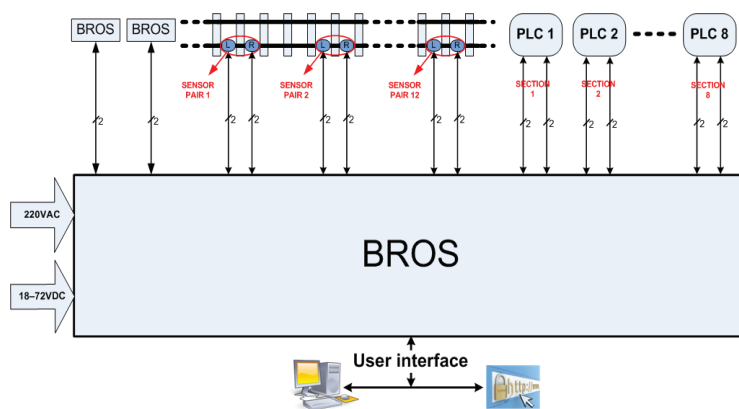 BROS
BROS
L
R
L
R
L
R
PLC 1
PLC 2
PLC 8
SENSOR
PAIR 1
SENSOR
PAIR 2
SENSOR
PAIR 12
SECTION
1
SECTION
2
SECTION
8
2
2
2
2
2
2
2
2
2
2
2
2
2
2
220VAC
18–72VDC
BROS
User interface
http://www